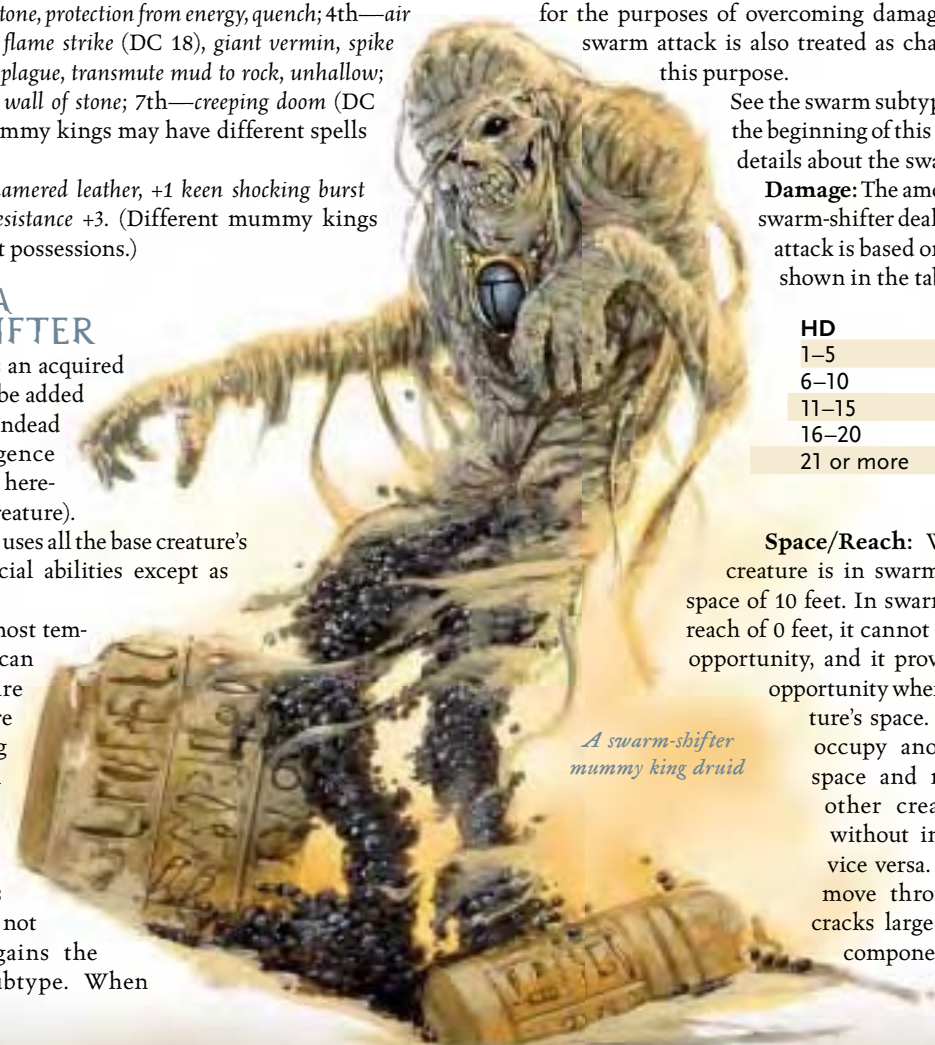 tone, protection from energy, quench; 4th—air
flame strike (DC 18), giant vermin, spike
plague, transmute mud to rock, unhallow;
wall of stone; 7th—creeping doom (DC
mmy kings may have different spells
amered leather, +1 keen shocking burst
esistance +3. (Different mummy kings
t possessions.)
A
IFTER
an acquired
be added
ndead
gence
here-
reature).
uses all the base creature's
cial abilities except as
most tem-
can
re
e
g
s
not
gains the
btype. When
A swarm-shifter
mummy king druid
for the purposes of overcoming damag
swarm attack is also treated as cha
this purpose.
See the swarm subtyp
the beginning of this
details about the swa
Damage: The amo
swarm-shifter deal
attack is based on
shown in the tab
HD
1–5
6–10
11–15
16–20
21 or more
Space/Reach: W
creature is in swarm
space of 10 feet. In swarm
reach of 0 feet, it cannot
opportunity, and it prov
opportunity when
ture's space.
occupy ano
space and
other crea
without in
vice versa.
move thro
cracks large
compone